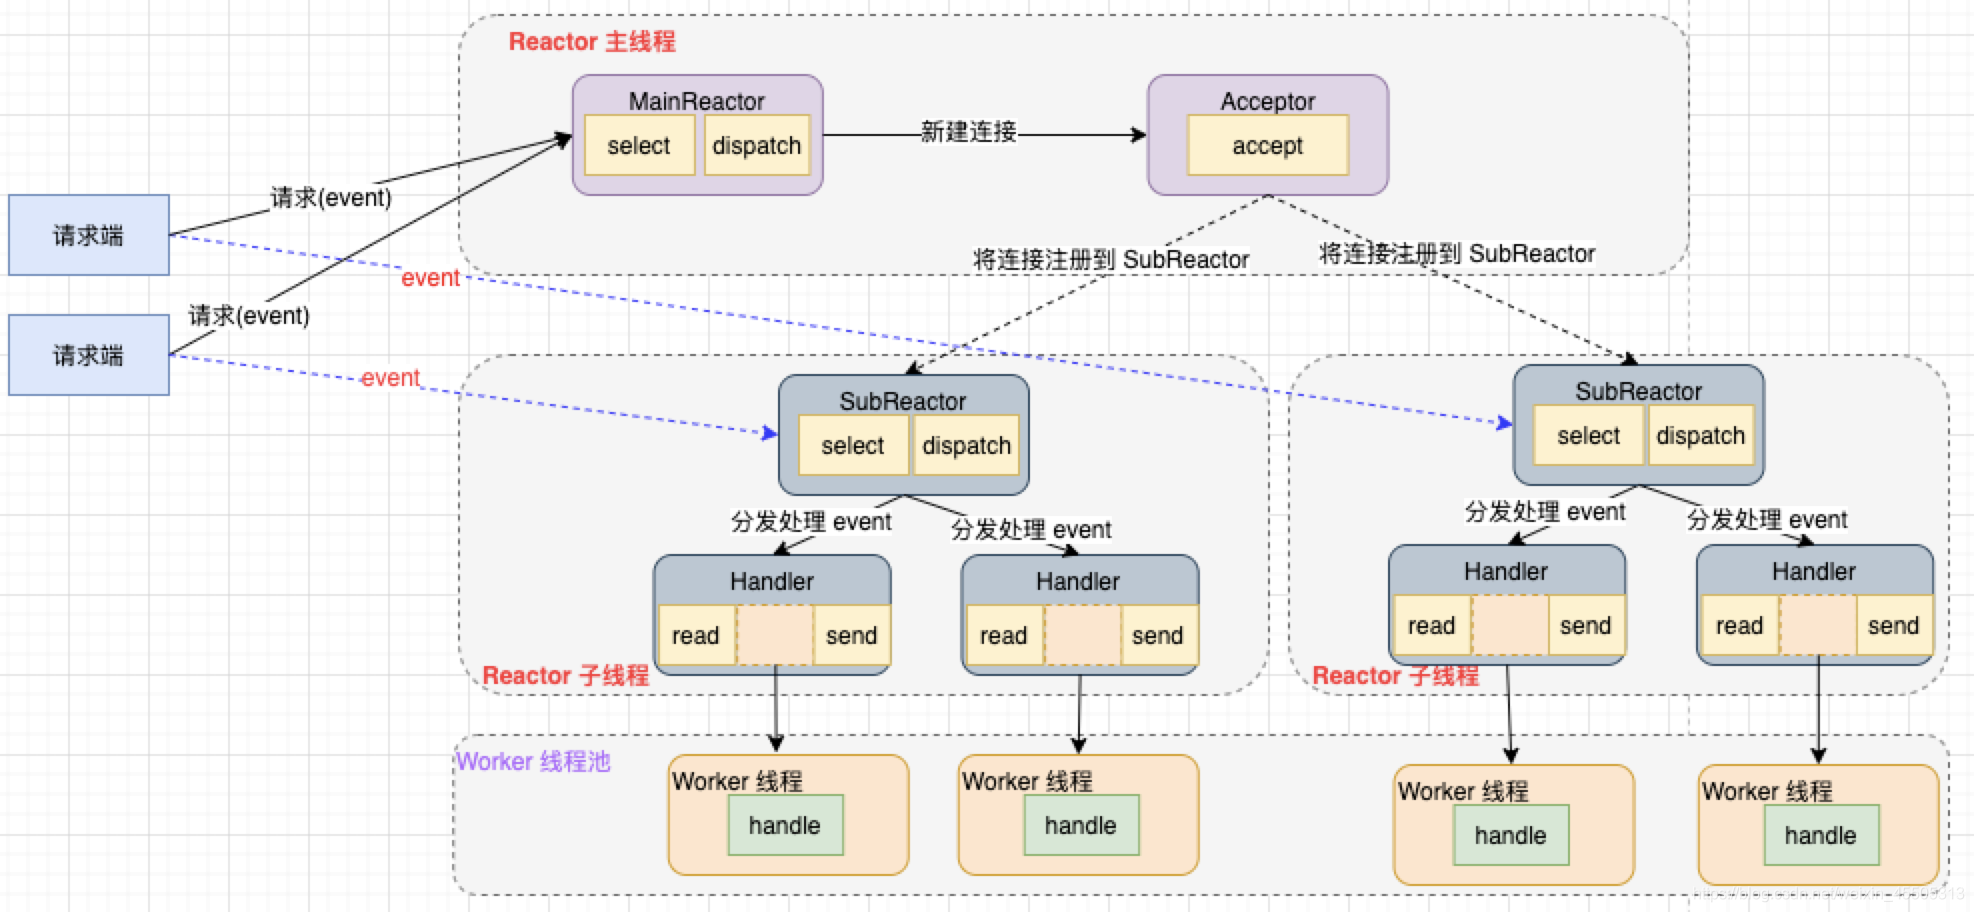 Reactor 主线程
MainReactor
select
dispatch
新建连接
Acceptor
accept
请求(event)
请求端
将连接注册到 SubReactor
将连接注册到 SubReactor
event
请求(event)
请求端
event
SubReactor
select
dispatch
SubReactor
select
dispatch
分发处理 event
分发处理 event
分发处理 event
分发处理 event
Handler
read
send
Handler
read
send
Handler
read
send
Handler
read
send
Reactor 子线程
Reactor 子线程
Worker 线程池
Worker 线程
handle
Worker 线程
handle
Worker 线程
handle
Worker 线程
handle